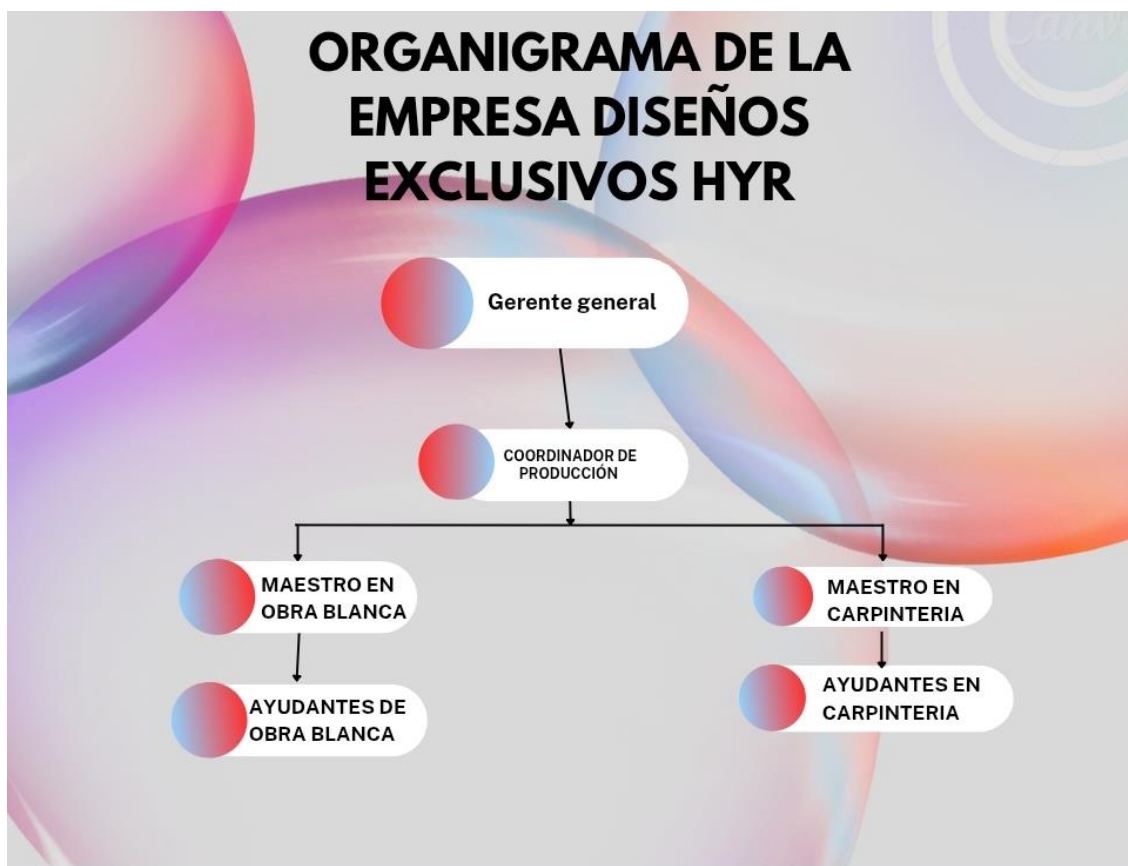 ORGANIGRAMA DE LA
EMPRESA DISEÑOS
EXCLUSIVOS HYR
Gerente general
COORDINADOR DE
PRODUCCIÓN
MAESTRO EN
OBRA BLANCA
MAESTRO EN
CARPINTERIA
AYUDANTES DE
OBRA BLANCA
AYUDANTES EN
CARPINTERIA